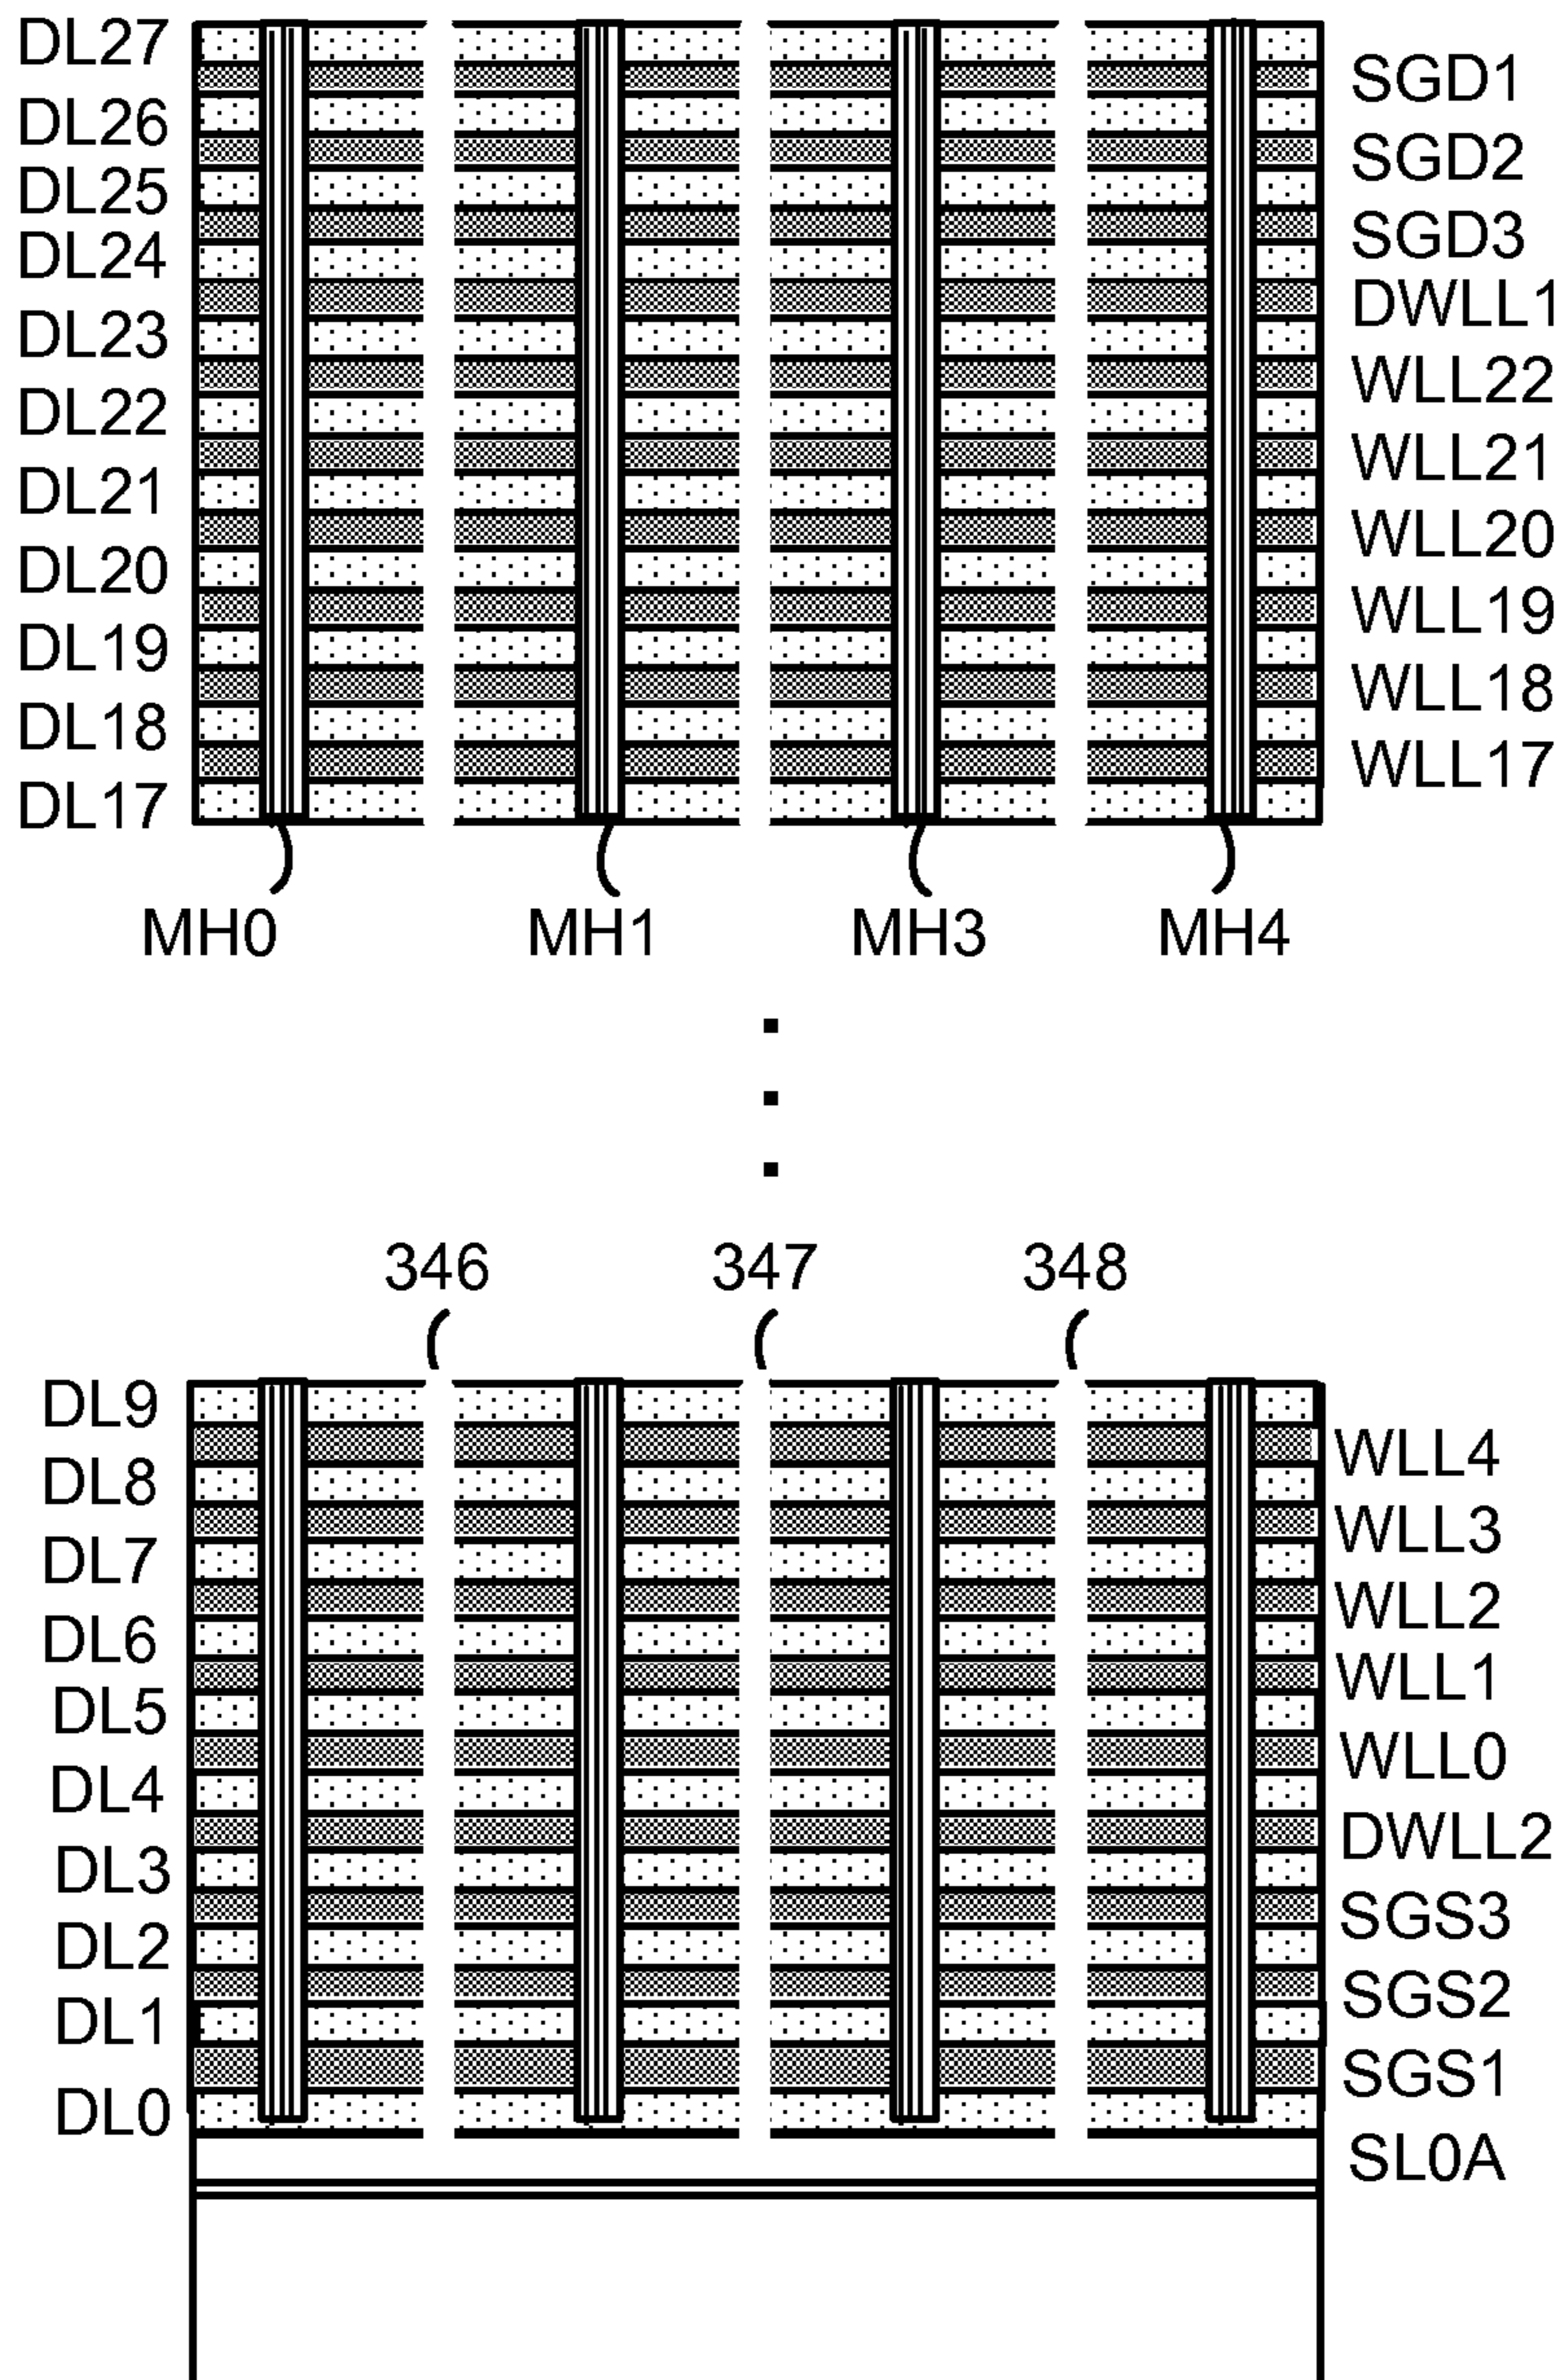 DL27
SGD1
DL26
SGD2
DL25
SGD3
DL24
DWLL1
DL23
WLL22
DL22
WLL21
DL21
WLL20
DL20
WLL19
DL19
WLL18
DL18
WLL17
DL17
MH0 MH1 MH3 MH4
346 347 348
DL9
WLL4
DL8
WLL3
DL7
WLL2
DL6
WLL1
DL5
WLL0
DL4
DWLL2
DL3
SGS3
DL2
SGS2
DL1
SGS1
DL0
SL0A